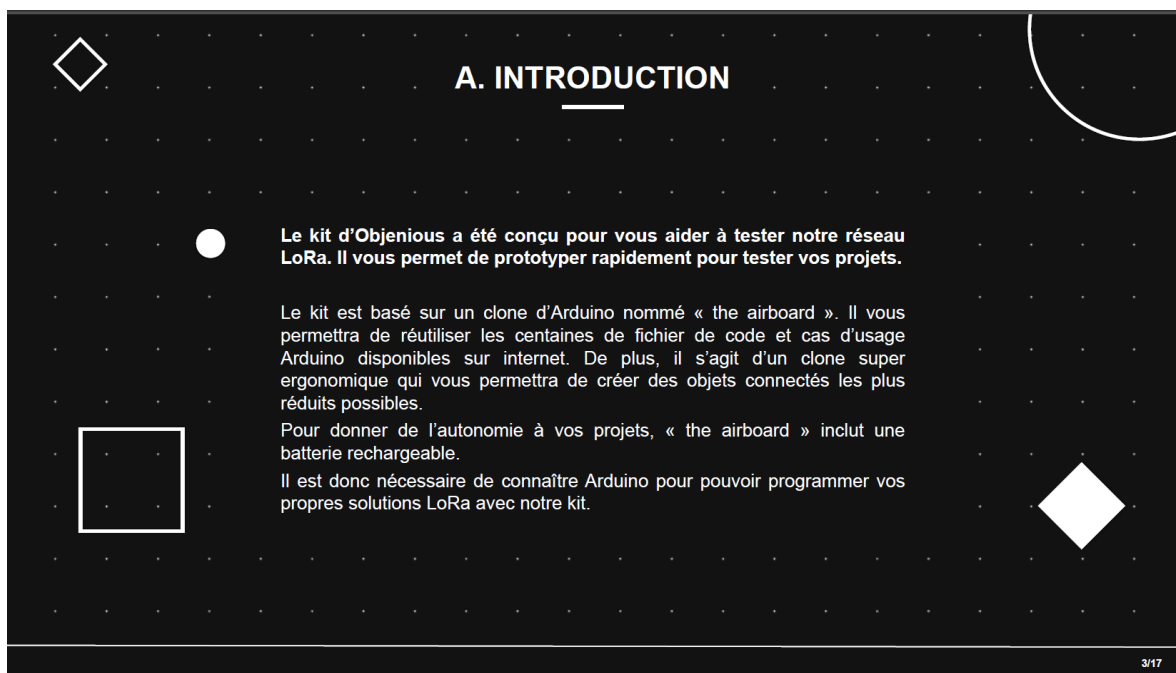 A. INTRODUCTION
Le kit d’Objenious a été conçu pour vous aider à tester notre réseau
LoRa. Il vous permet de prototyper rapidement pour tester vos projets.
Le kit est basé sur un clone d’Arduino nommé « the airboard ». Il vous
permettra de réutiliser les centaines de fichier de code et cas d’usage
Arduino disponibles sur internet. De plus, il s’agit d’un clone super
ergonomique qui vous permettra de créer des objets connectés les plus
réduits possibles.
Pour donner de l’autonomie à vos projets, « the airboard » inclut une
batterie rechargeable.
Il est donc nécessaire de connaître Arduino pour pouvoir programmer vos
propres solutions LoRa avec notre kit.
3/17